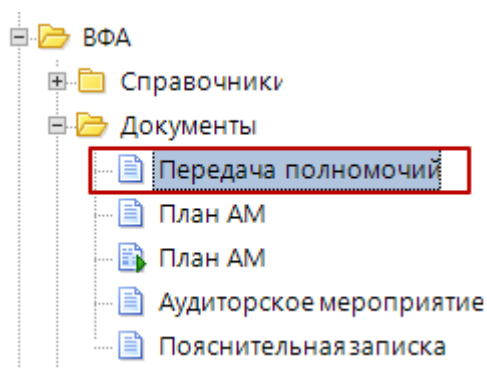 ВФА
Справочники
Документы
Передача полномочий
План АМ
План АМ
Аудиторское мероприятие
Пояснительная записка